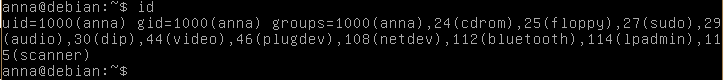 anna@debian:~$ id
uid=1000(anna) gid=1000(anna) groups=1000(anna),24(cdrom),25(floppy),27(sudo),29
(audio),30(dip),44(video),46(plugdev),108(netdev),112(bluetooth),114(lpadmin),11
5(scanner)
anna@debian:~$